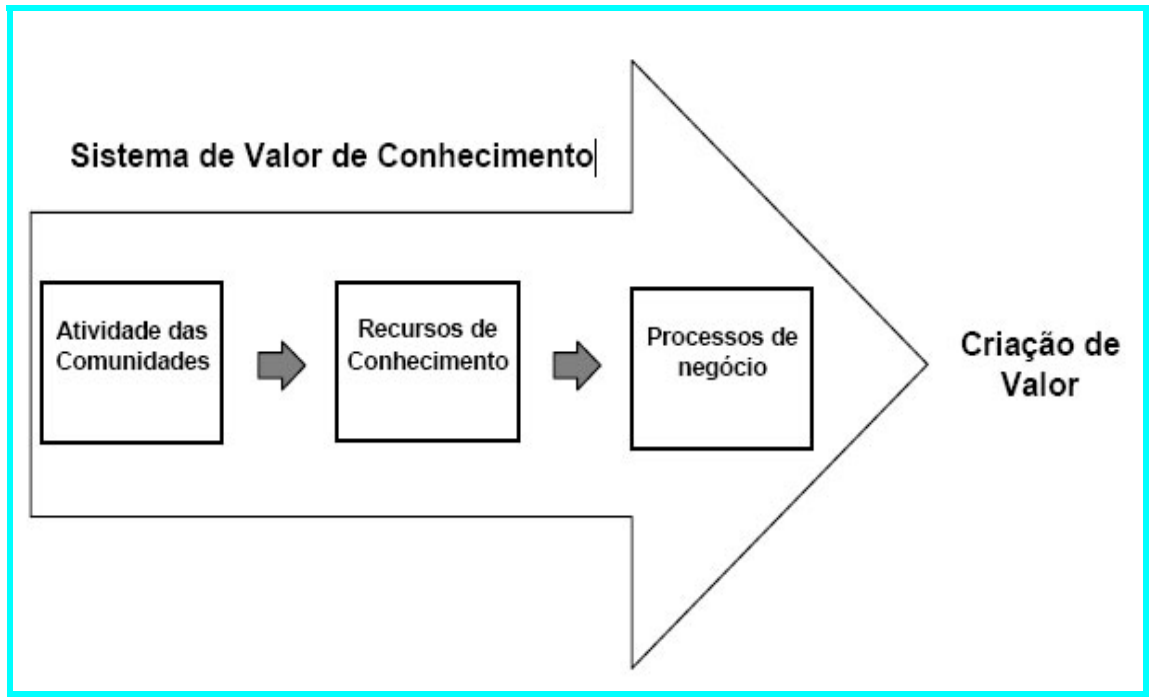 Sistema de Valor de Conhecimento
Atividade das
Comunidades
Recursos de
Conhecimento
Processos de
negócio
Criação de
Valor